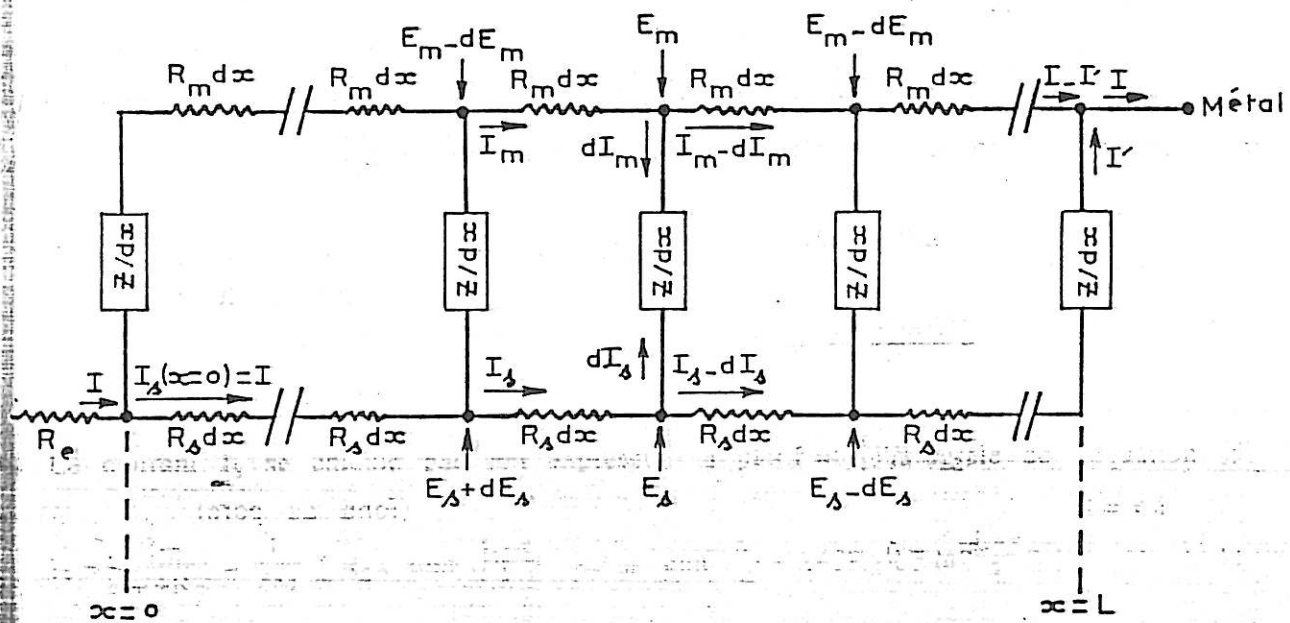 E_m-dE_m E_m E_m-dE_m
R_m dx R_m dx R_m dx R_m dx R_m dx I-I' I
Métal
I_m dI_m I_m-dI_m I'
Z/dx Z/dx Z/dx Z/dx Z/dx
I I_s(x=0)=I I_s dI_s I_s-dI_s
R_e R_s dx R_s dx R_s dx R_s dx R_s dx
E_s+dE_s E_s E_s-dE_s
x=0 x=L